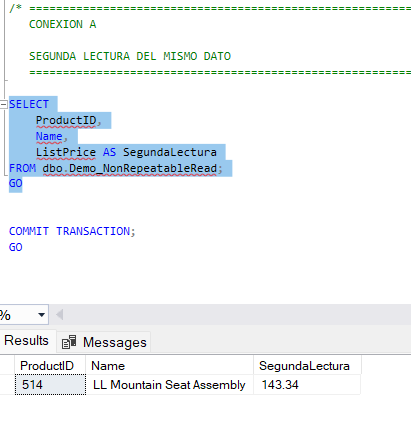 /* =====================================================
CONEXION A
SEGUNDA LECTURA DEL MISMO DATO
=====================================================
SELECT
ProductID,
Name,
ListPrice AS SegundaLectura
FROM dbo.Demo_NonRepeatableRead;
GO
COMMIT TRANSACTION;
GO
%
Results Messages
ProductID Name SegundaLectura
514 LL Mountain Seat Assembly 143.34